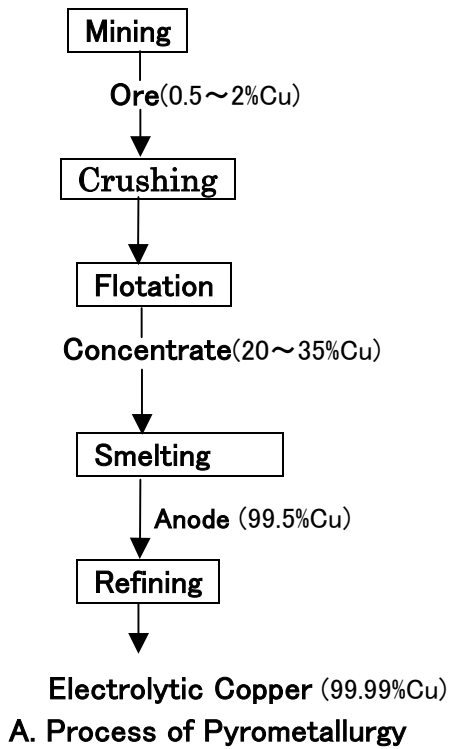 Mining
Ore(0.5～2%Cu)
Crushing
Flotation
Concentrate(20～35%Cu)
Smelting
Anode (99.5%Cu)
Refining
Electrolytic Copper (99.99%Cu)
A. Process of Pyrometallurgy